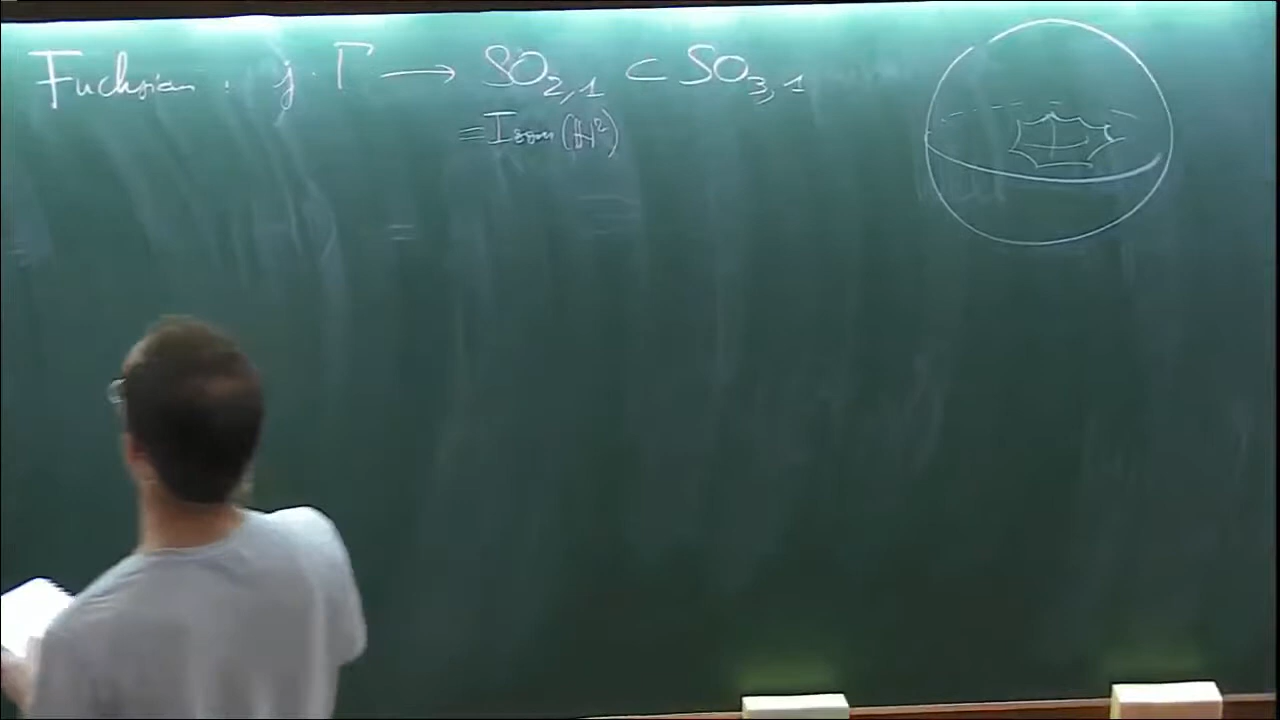 Fuchsian : j : Γ → SO₂,₁ ⊂ SO₃,₁
= Isom(ℍ²)